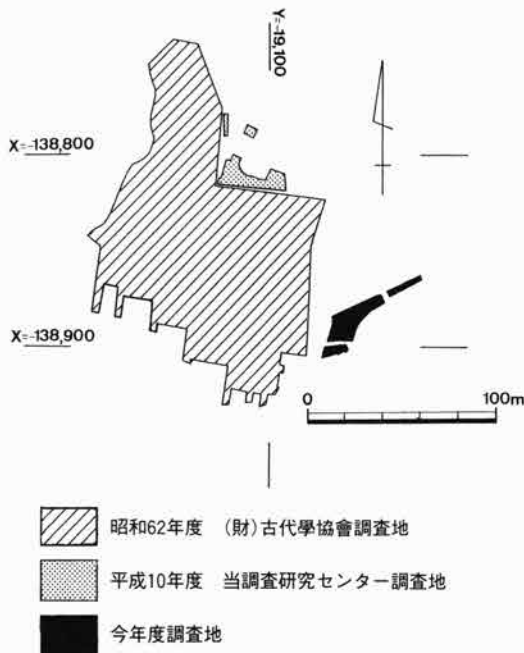 Y=-19,100
X=-138,800
X=-138,900
0 100m
昭和62年度 (財)古代學協會調査地
平成10年度 当調査研究センター調査地
今年度調査地